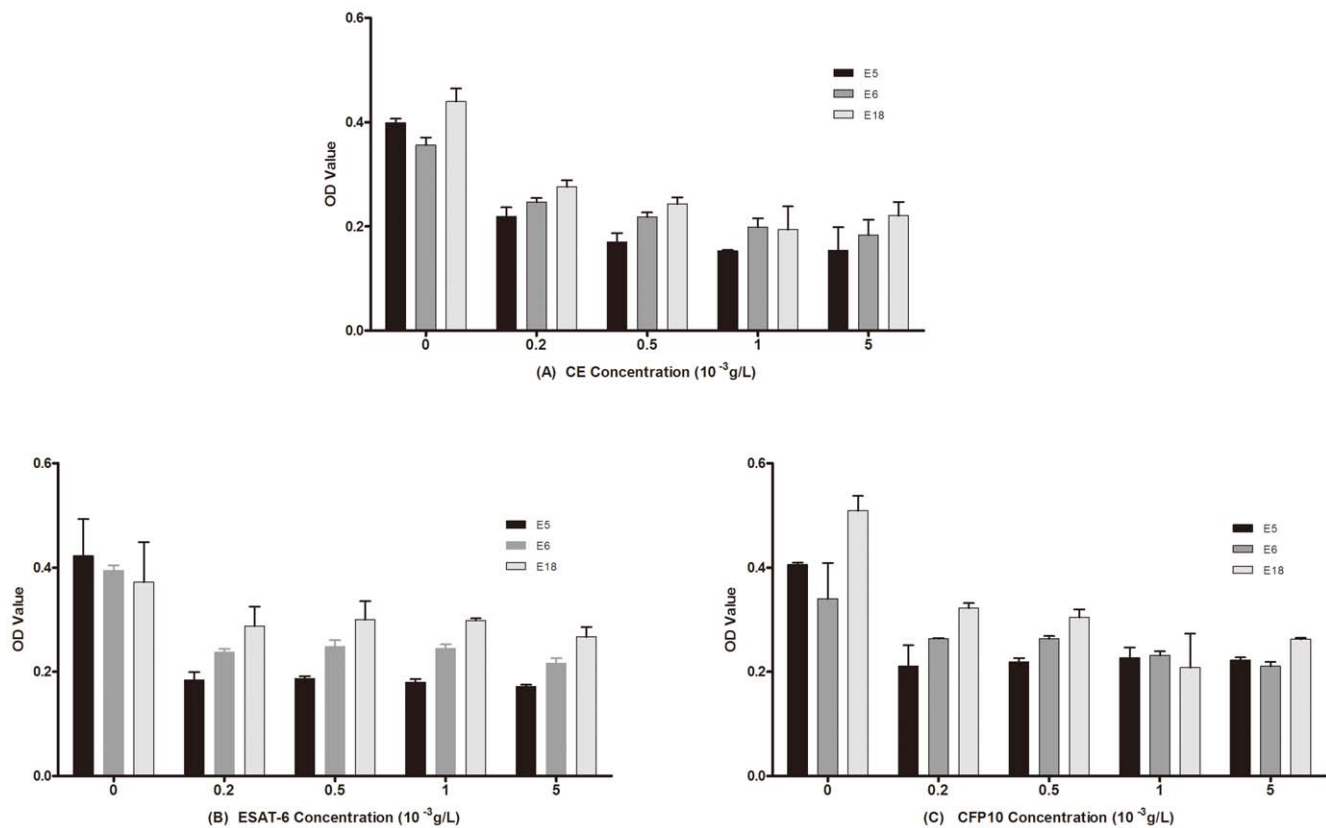 0.6
0.4
0.2
0.0
OD Value
E5
E6
E18
0 0.2 0.5 1 5
(A) CE Concentration (10 -3g/L)
0.6
0.4
0.2
0.0
OD Value
E5
E6
E18
0 0.2 0.5 1 5
(B) ESAT-6 Concentration (10 -3g/L)
0.6
0.4
0.2
0.0
OD Value
E5
E6
E18
0 0.2 0.5 1 5
(C) CFP10 Concentration (10 -3g/L)